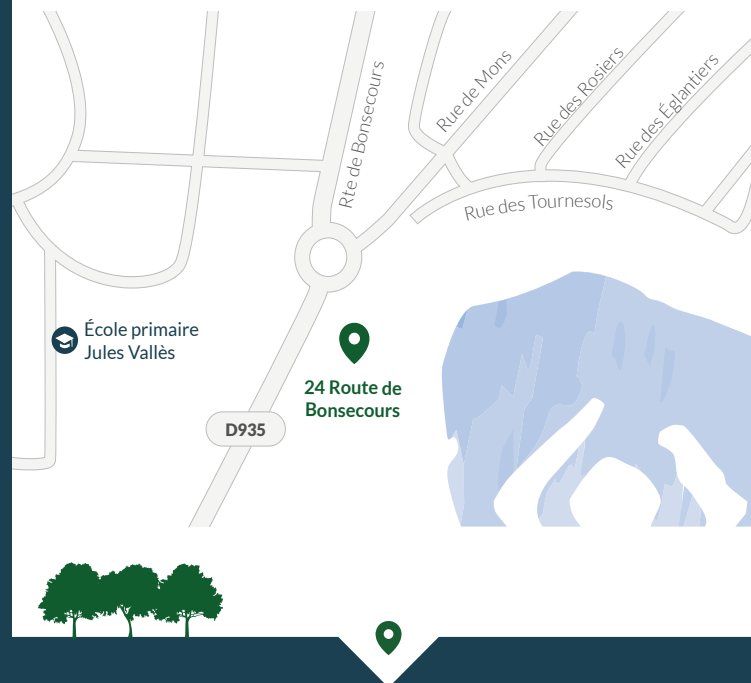 Rte de Bonsecours
Rue de Mons
Rue des Rosiers
Rue des Églantiers
Rue des Tournesols
École primaire
Jules Vallès
24 Route de
Bonsecours
D935